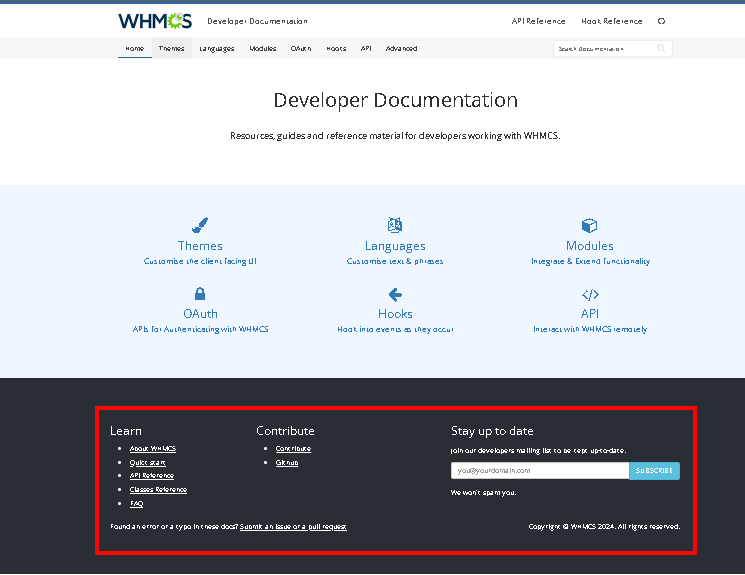 WHMCS Developer Documentation API Reference Hook Reference
Home Themes Languages Modules OAuth Hooks API Advanced Search documentation
Developer Documentation
Resources, guides and reference material for developers working with WHMCS.
Themes Languages Modules
Customise the client facing UI Customise text & phrases Integrate & Extend functionality
OAuth Hooks API
APIs for Authenticating with WHMCS Hook into events as they occur Interact with WHMCS remotely
Learn Contribute Stay up to date
About WHMCS Contribute Join our developers mailing list to be kept up-to-date.
Quick start Github
you@yourdomain.com SUBSCRIBE
API Reference
Classes Reference We won't spam you.
FAQ
Found an error or a typo in these docs? Submit an issue or a pull request Copyright © WHMCS 2024. All rights reserved.